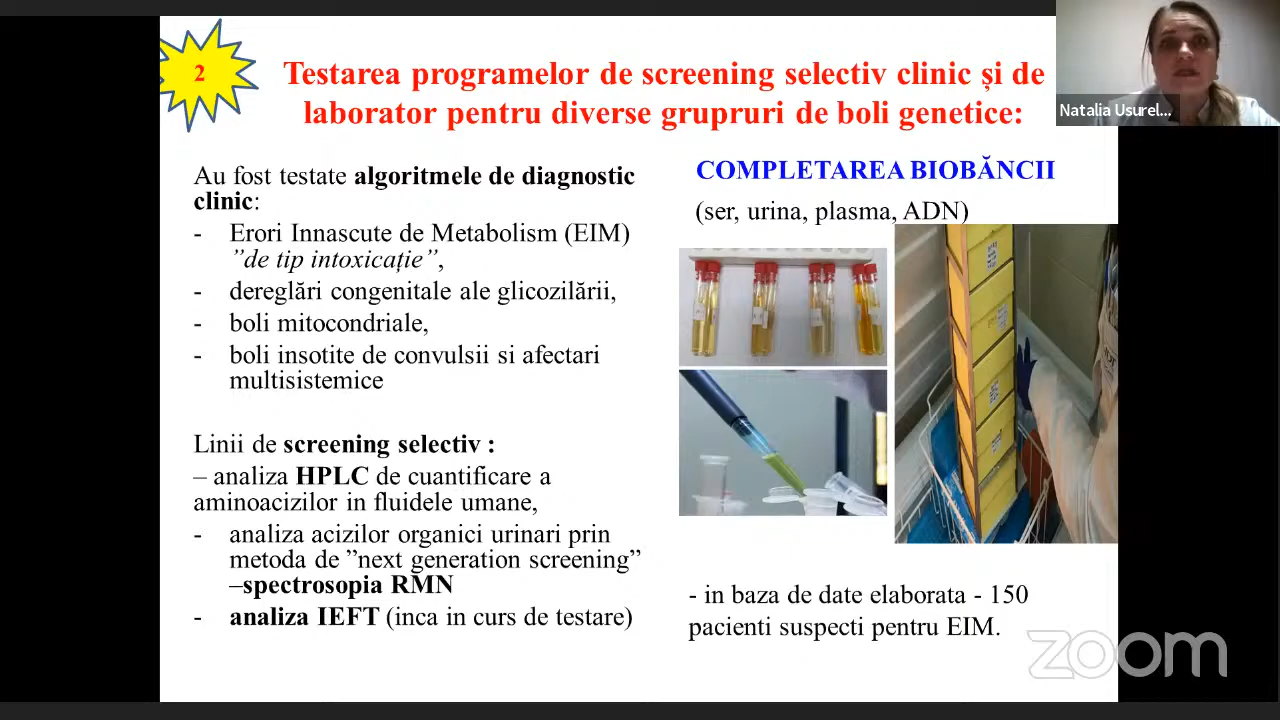 2
Testarea programelor de screening selectiv clinic și de
laborator pentru diverse grupruri de boli genetice:
Natalia Usurel...
Au fost testate algoritmele de diagnostic
clinic:
- Erori Innascute de Metabolism (EIM)
”de tip intoxicație”,
- dereglări congenitale ale glicozilării,
- boli mitocondriale,
- boli insotite de convulsii si afectari
multisistemice
Linii de screening selectiv :
– analiza HPLC de cuantificare a
aminoacizilor in fluidele umane,
- analiza acizilor organici urinari prin
metoda de ”next generation screening”
–spectrosopia RMN
- analiza IEFT (inca in curs de testare)
COMPLETAREA BIOBĂNCII
(ser, urina, plasma, ADN)
- in baza de date elaborata - 150
pacienti suspecti pentru EIM.
zoom